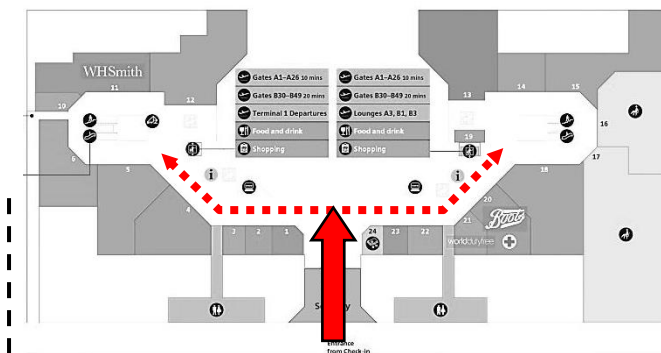 WHSmith
11
12
10
6
5
4
3
2
1
Gates A1–A26 10 mins
Gates B30–B49 20 mins
Terminal 1 Departures
Food and drink
Shopping
Gates A1–A26 10 mins
Gates B30–B49 20 mins
Lounges A3, B1, B3
Food and drink
Shopping
13
14
15
19
16
17
18
i
i
20
Boots
21
worlddutyfree
24
23
22
Entrance
from Check-in